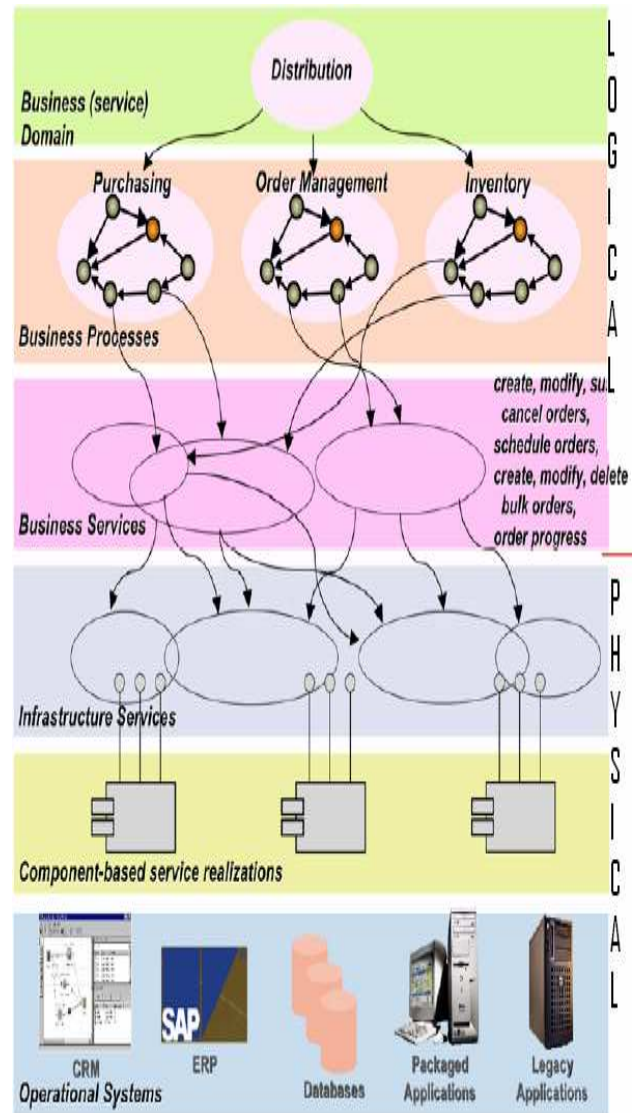 Distribution
Business (service)
Domain
Purchasing
Order Management
Inventory
Business Processes
create, modify,
cancel orders,
schedule orders,
create, modify, delete
bulk orders,
order progress
Business Services
LOGICAL
Infrastructure Services
Component-based service realizations
SAP
CRM
ERP
Databases
Packaged
Applications
Legacy
Applications
Operational Systems
PHYSICAL